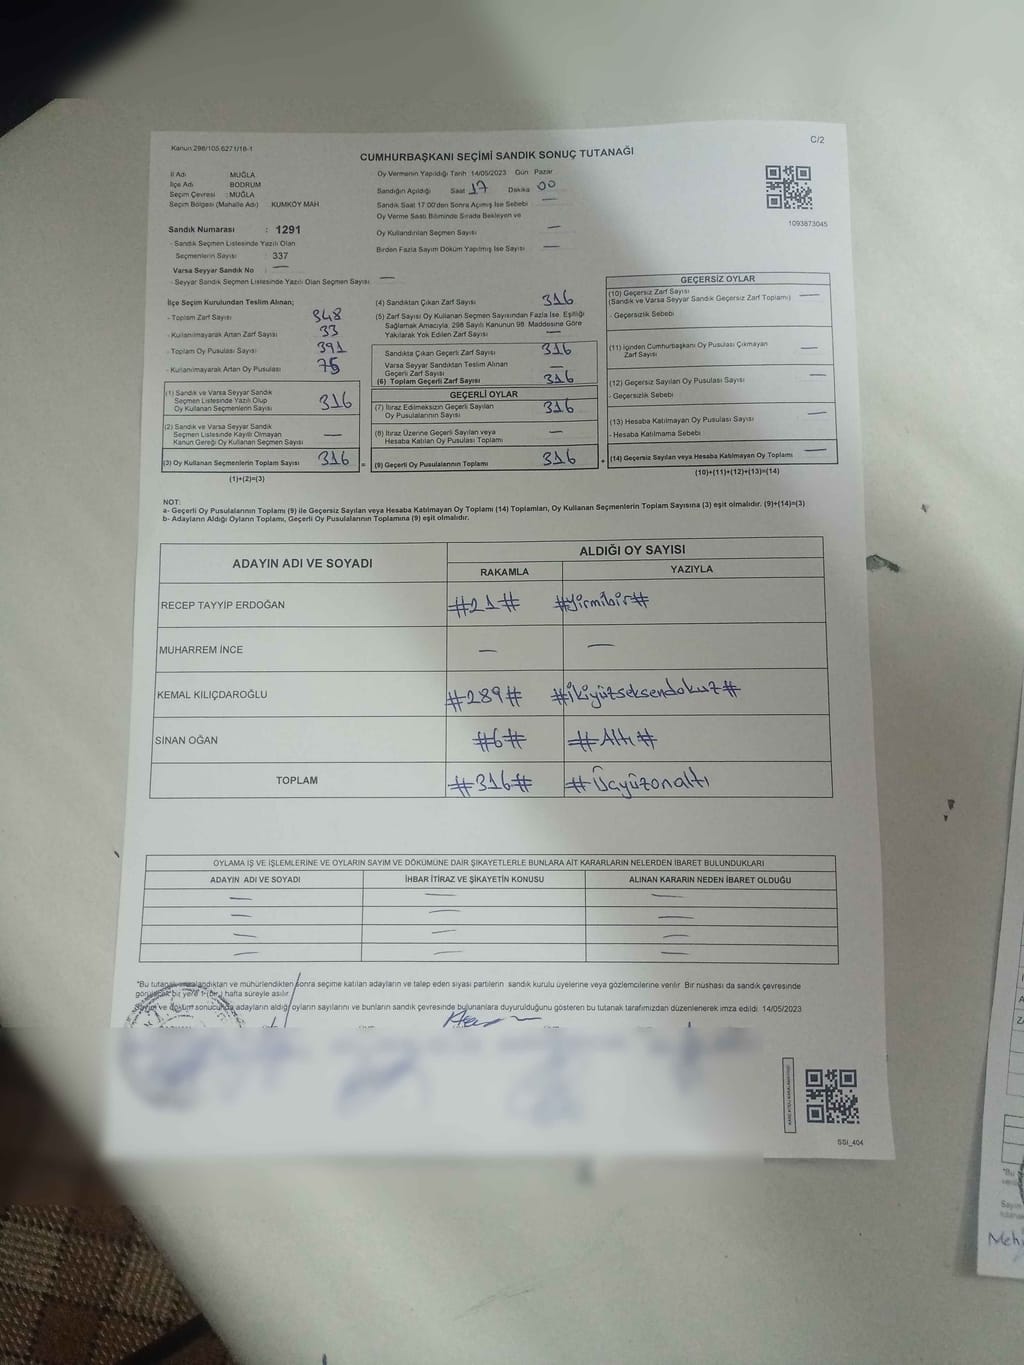 Kanun:298/105,6271/18-1
C/2
CUMHURBAŞKANI SEÇİMİ SANDIK SONUÇ TUTANAĞI
İl Adı : MUĞLA
İlçe Adı : BODRUM
Seçim Çevresi : MUĞLA
Seçim Bölgesi (Mahalle Adı) KUMKÖY MAH.
Oy Vermenin Yapıldığı Tarih 14/05/2023 Gün Pazar
Sandığın Açıldığı Saat 17 Dakika 00
Sandık Saat 17.00'den Sonra Açılmış İse Sebebi —
Oy Verme Saati Bitiminde Sırada Bekleyen ve
Oy Kullandırılan Seçmen Sayısı —
Birden Fazla Sayım Döküm Yapılmış İse Sayısı —
1093873045
Sandık Numarası : 1291
- Sandık Seçmen Listesinde Yazılı Olan
Seçmenlerin Sayısı : 337
Varsa Seyyar Sandık No : —
- Seyyar Sandık Seçmen Listesinde Yazılı Olan Seçmen Sayısı : —
İlçe Seçim Kurulundan Teslim Alınan;
- Toplam Zarf Sayısı 348
- Kullanılmayarak Artan Zarf Sayısı 33
- Toplam Oy Pusulası Sayısı 391
- Kullanılmayarak Artan Oy Pusulası 75
(1) Sandık ve Varsa Seyyar Sandık
Seçmen Listesinde Yazılı Olup
Oy Kullanan Seçmenlerin Sayısı 316
(2) Sandık ve Varsa Seyyar Sandık
Seçmen Listesinde Kayıtlı Olmayan
Kanun Gereği Oy Kullanan Seçmen Sayısı —
(3) Oy Kullanan Seçmenlerin Toplam Sayısı 316
(1)+(2)=(3)
(4) Sandıktan Çıkan Zarf Sayısı 316
(5) Zarf Sayısı Oy Kullanan Seçmen Sayısından Fazla İse, Eşitliği
Sağlamak Amacıyla, 298 Sayılı Kanunun 98. Maddesine Göre
Yakılarak Yok Edilen Zarf Sayısı —
Sandıkta Çıkan Geçerli Zarf Sayısı 316
Varsa Seyyar Sandıktan Teslim Alınan
Geçerli Zarf Sayısı —
(6) Toplam Geçerli Zarf Sayısı 316
GEÇERLİ OYLAR
(7) İtiraz Edilmeksizin Geçerli Sayılan
Oy Pusulalarının Sayısı 316
(8) İtiraz Üzerine Geçerli Sayılan veya
Hesaba Katılan Oy Pusulası Toplamı —
= (9) Geçerli Oy Pusulalarının Toplamı 316 +
GEÇERSİZ OYLAR
(10) Geçersiz Zarf Sayısı
(Sandık ve Varsa Seyyar Sandık Geçersiz Zarf Toplamı) —
- Geçersizlik Sebebi
(11) İçinden Cumhurbaşkanı Oy Pusulası Çıkmayan
Zarf Sayısı —
(12) Geçersiz Sayılan Oy Pusulası Sayısı —
- Geçersizlik Sebebi
(13) Hesaba Katılmayan Oy Pusulası Sayısı —
- Hesaba Katılmama Sebebi
(14) Geçersiz Sayılan veya Hesaba Katılmayan Oy Toplamı —
(10)+(11)+(12)+(13)=(14)
NOT:
a- Geçerli Oy Pusulalarının Toplamı (9) ile Geçersiz Sayılan veya Hesaba Katılmayan Oy Toplamı (14) Toplamları, Oy Kullanan Seçmenlerin Toplam Sayısına (3) eşit olmalıdır. (9)+(14)=(3)
b- Adayların Aldığı Oyların Toplamı, Geçerli Oy Pusulalarının Toplamına (9) eşit olmalıdır.
ADAYIN ADI VE SOYADI ALDIĞI OY SAYISI
RAKAMLA YAZIYLA
RECEP TAYYİP ERDOĞAN #21# #Yirmibir#
MUHARREM İNCE — —
KEMAL KILIÇDAROĞLU #289# #ikiyüzseksendokuz#
SİNAN OĞAN #6# #Altı#
TOPLAM #316# #Üçyüzonaltı
OYLAMA İŞ VE İŞLEMLERİNE VE OYLARIN SAYIM VE DÖKÜMÜNE DAİR ŞİKAYETLERLE BUNLARA AİT KARARLARIN NELERDEN İBARET BULUNDUKLARI
ADAYIN ADI VE SOYADI İHBAR İTİRAZ VE ŞİKAYETİN KONUSU ALINAN KARARIN NEDEN İBARET OLDUĞU
— — —
— — —
— — —
— — —
*Bu tutanak imzalandıktan ve mühürlendikten sonra seçime katılan adayların ve talep eden siyasi partilerin sandık kurulu üyelerine veya gözlemcilerine verilir. Bir nüshası da sandık çevresinde
görülecek bir yere 1 (bir) hafta süreyle asılır.
Sayım ve döküm sonucunda adayların aldığı oyların sayılarını ve bunların sandık çevresinde bulunanlara duyurulduğunu gösteren bu tutanak tarafımızdan düzenlenerek imza edildi. 14/05/2023
SSİ_404